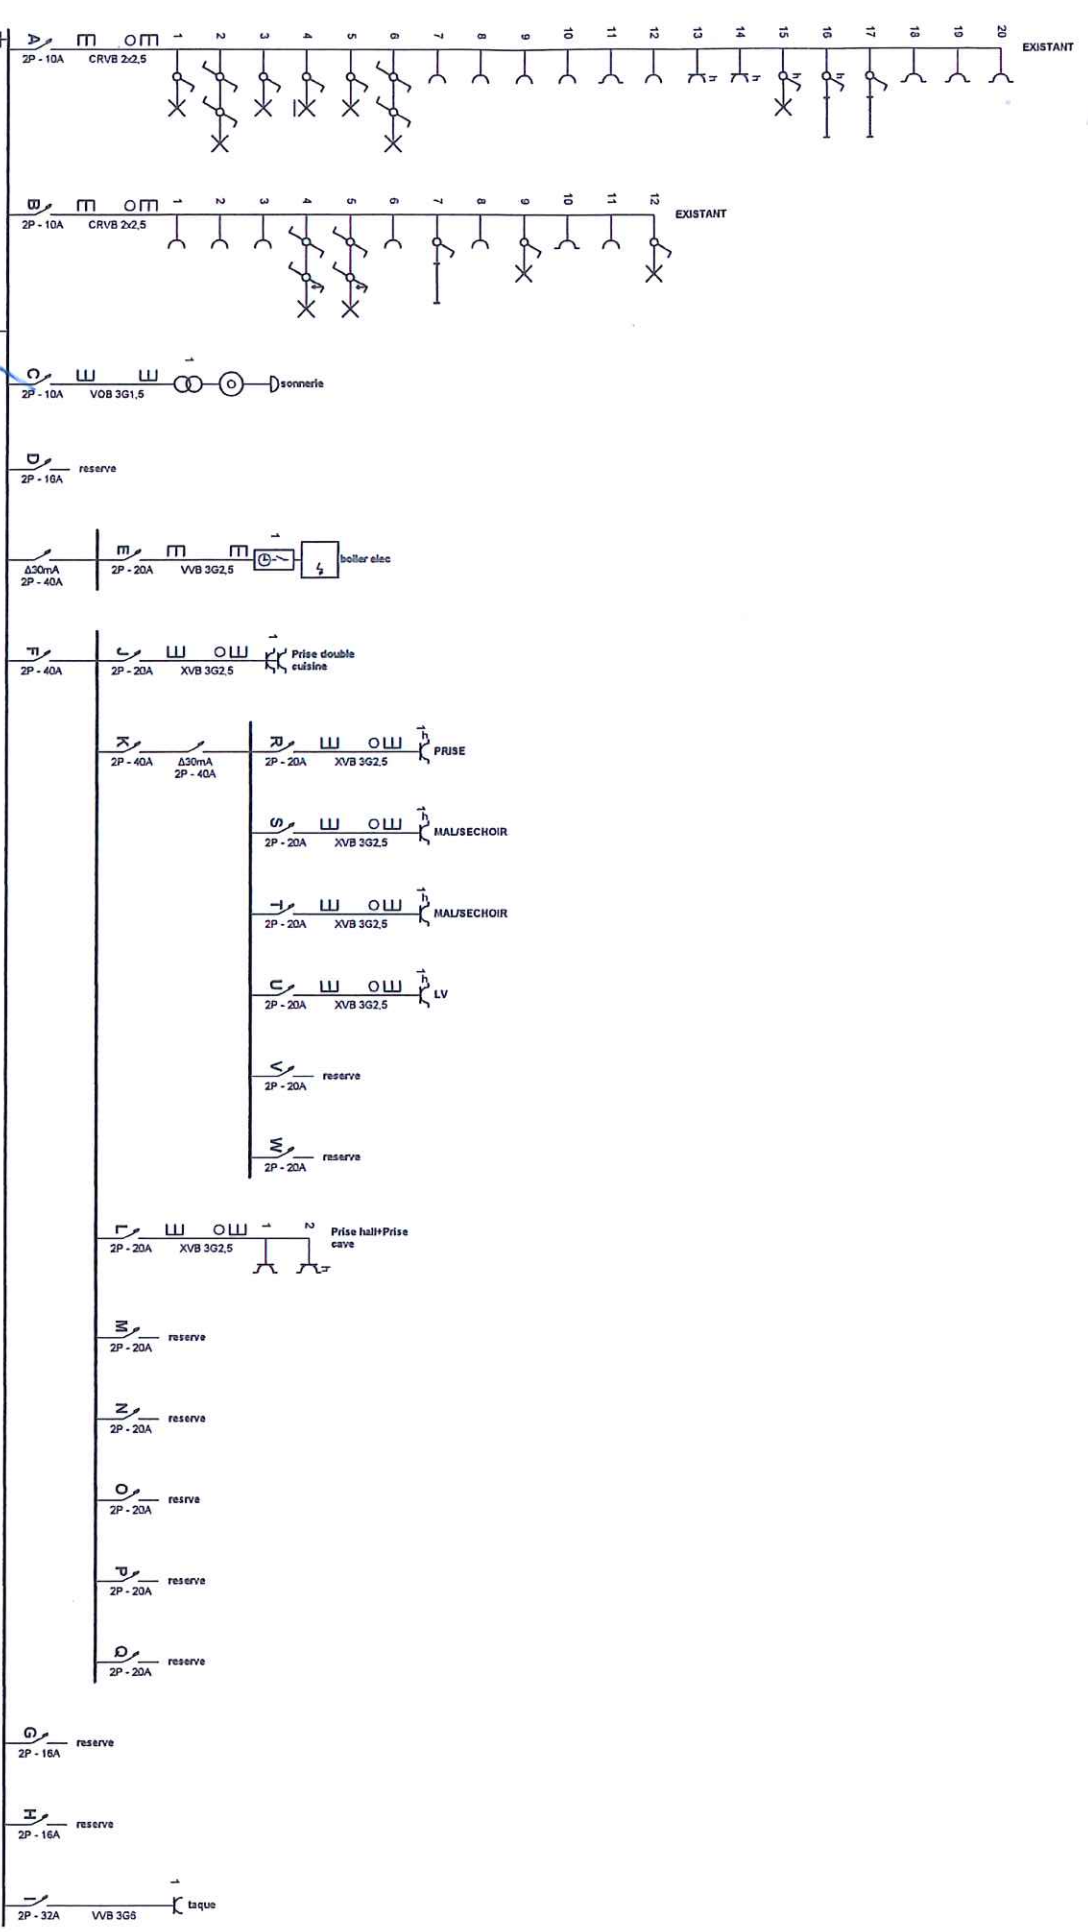 1 2 3 4 5 6 7 8 9 10 11 12 13 14 15 16 17 18 19 20
A
EXISTANT
2P - 10A CRVB 2x2,5
h h h h
1 2 3 4 5 6 7 8 9 10 11 12
B
EXISTANT
2P - 10A CRVB 2x2,5
1
C
sonnerie
2P - 10A VOB 3G1,5
D
reserve
2P - 16A
1
E
boiler elec
Δ30mA
2P - 40A
2P - 20A VVB 3G2,5
1
F
2P - 40A
J
Prise double
cuisine
2P - 20A XVB 3G2,5
K
2P - 40A
Δ30mA
2P - 40A
R
1 h
PRISE
2P - 20A XVB 3G2,5
S
1 h
MAL/SECHOIR
2P - 20A XVB 3G2,5
T
1 h
MAL/SECHOIR
2P - 20A XVB 3G2,5
U
1 h
LV
2P - 20A XVB 3G2,5
V
reserve
2P - 20A
W
reserve
2P - 20A
L
1 2
Prise hall+Prise
cave
2P - 20A XVB 3G2,5
h
M
reserve
2P - 20A
N
reserve
2P - 20A
O
resrve
2P - 20A
P
reserve
2P - 20A
Q
reserve
2P - 20A
G
reserve
2P - 16A
H
reserve
2P - 16A
1
I
taque
2P - 32A VVB 3G6